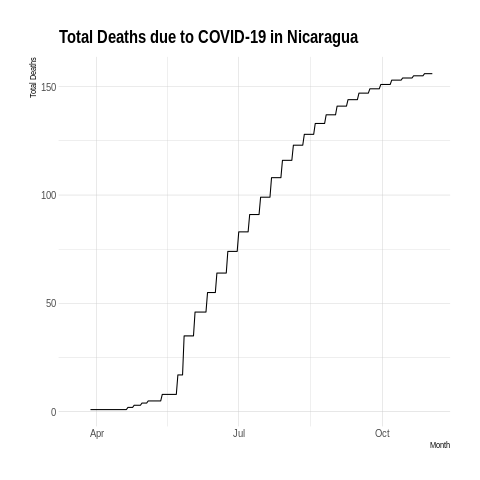 Total Deaths due to COVID-19 in Nicaragua
Total Deaths
150
100
50
0
Apr
Jul
Oct
Month